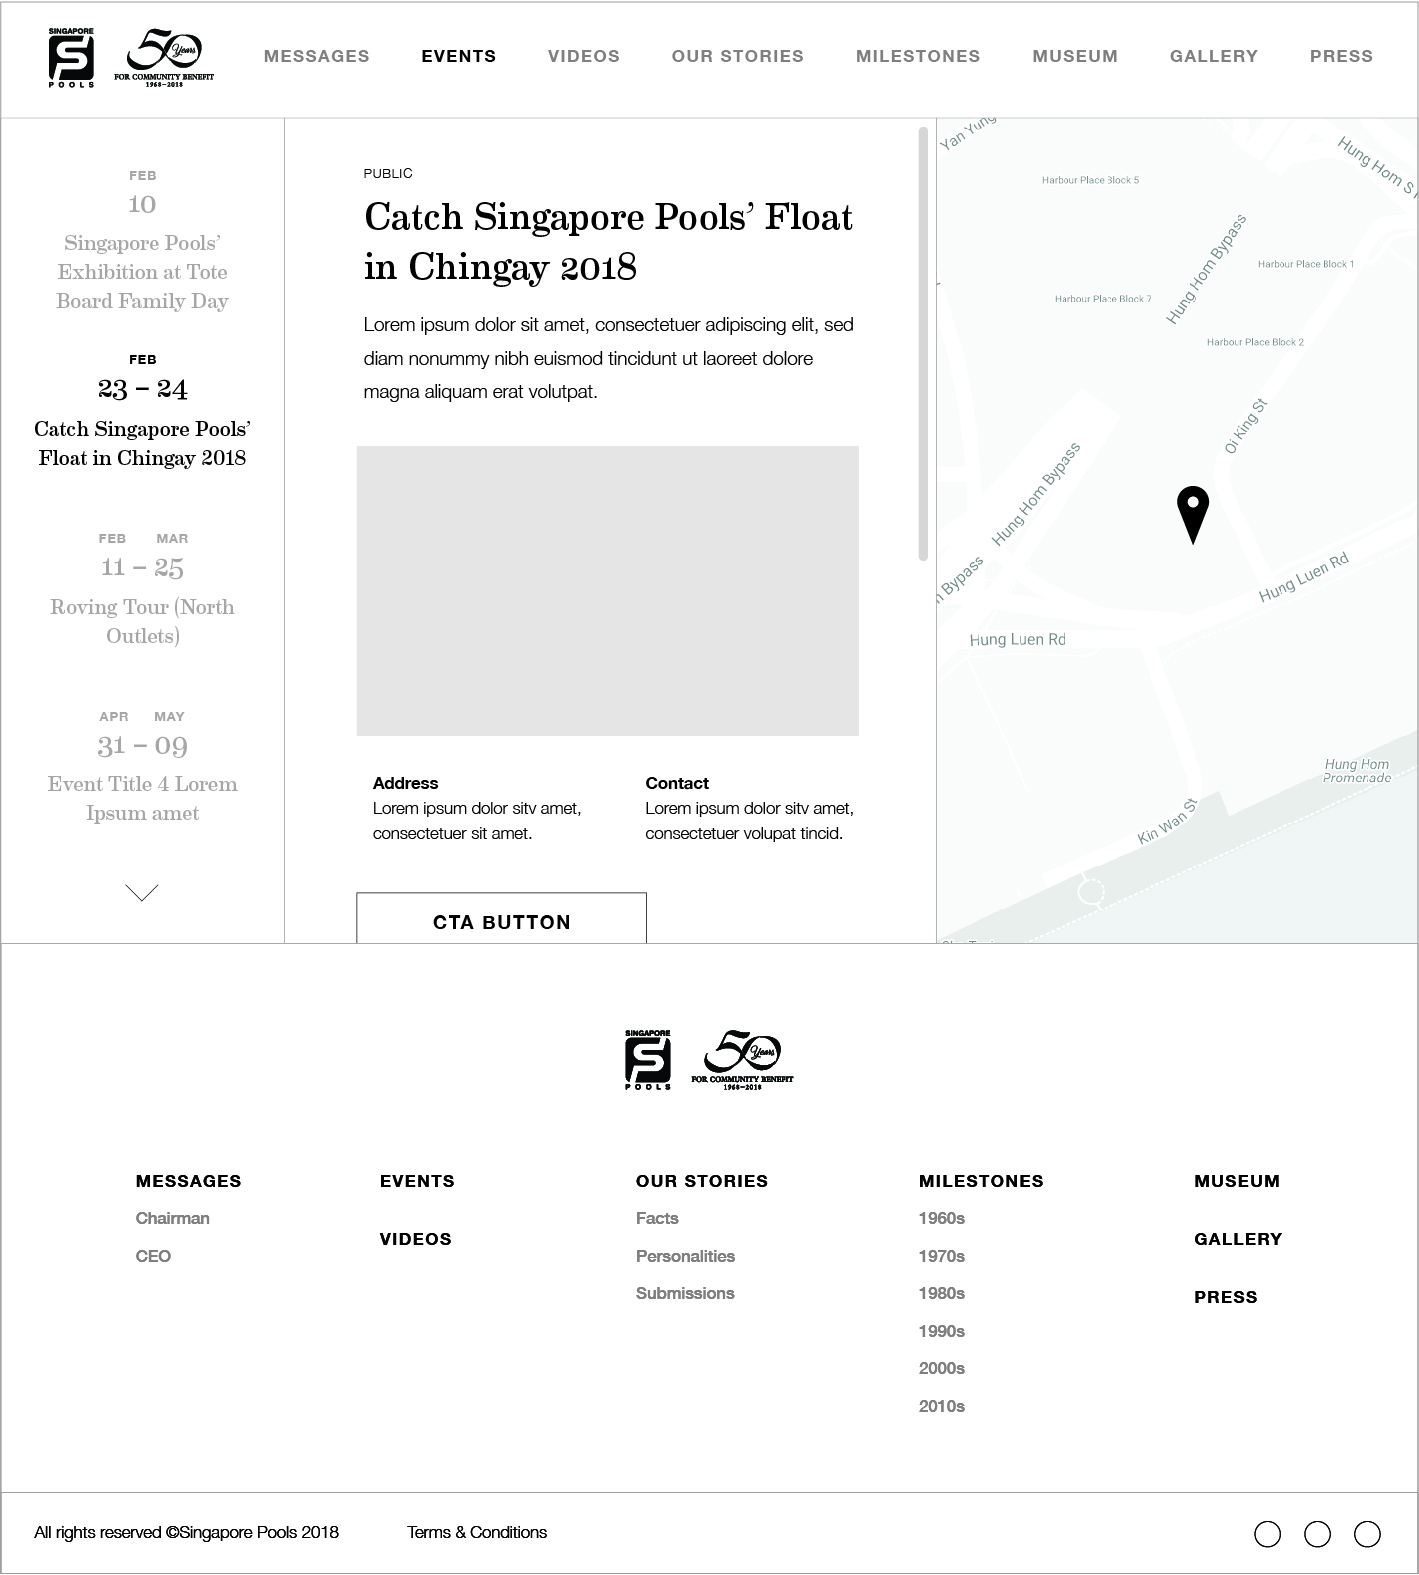 SINGAPORE
POOLS
50 Years
FOR COMMUNITY BENEFIT
1968–2018
MESSAGES
EVENTS
VIDEOS
OUR STORIES
MILESTONES
MUSEUM
GALLERY
PRESS
FEB
10
Singapore Pools’
Exhibition at Tote
Board Family Day
FEB
23 – 24
Catch Singapore Pools’
Float in Chingay 2018
FEB MAR
11 – 25
Roving Tour (North
Outlets)
APR MAY
31 – 09
Event Title 4 Lorem
Ipsum amet
PUBLIC
Catch Singapore Pools’ Float
in Chingay 2018
Lorem ipsum dolor sit amet, consectetuer adipiscing elit, sed
diam nonummy nibh euismod tincidunt ut laoreet dolore
magna aliquam erat volutpat.
Address
Lorem ipsum dolor sitv amet,
consectetuer sit amet.
Contact
Lorem ipsum dolor sitv amet,
consectetuer volupat tincid.
CTA BUTTON
Yan Yung
Hung Hom S
Harbour Place Block 5
Hung Hom Bypass
Harbour Place Block 1
Harbour Place Block 7
Harbour Place Block 2
Oi King St
Hung Hom Bypass
Bypass
Hung Luen Rd
Hung Luen Rd
Hung Hom
Promenade
Kin Wan St
SINGAPORE
POOLS
50 Years
FOR COMMUNITY BENEFIT
1968–2018
MESSAGES
Chairman
CEO
EVENTS
VIDEOS
OUR STORIES
Facts
Personalities
Submissions
MILESTONES
1960s
1970s
1980s
1990s
2000s
2010s
MUSEUM
GALLERY
PRESS
All rights reserved ©Singapore Pools 2018
Terms & Conditions